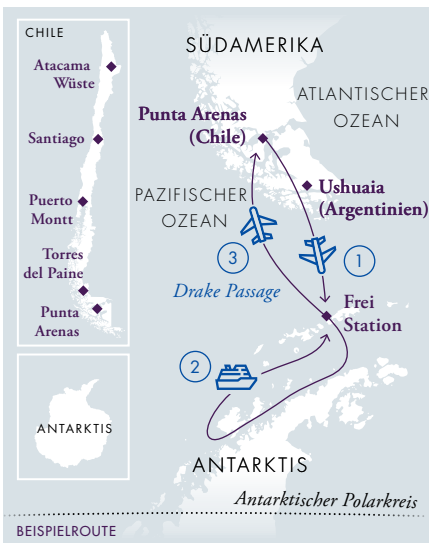 CHILE
Atacama
Wüste
Santiago
Puerto
Montt
Torres
del Paine
Punta
Arenas
ANTARKTIS
SÜDAMERIKA
ATLANTISCHER
OZEAN
Punta Arenas
(Chile)
Ushuaia
(Argentinien)
PAZIFISCHER
OZEAN
1
3
Drake Passage
Frei
Station
2
ANTARKTIS
Antarktischer Polarkreis
BEISPIELROUTE